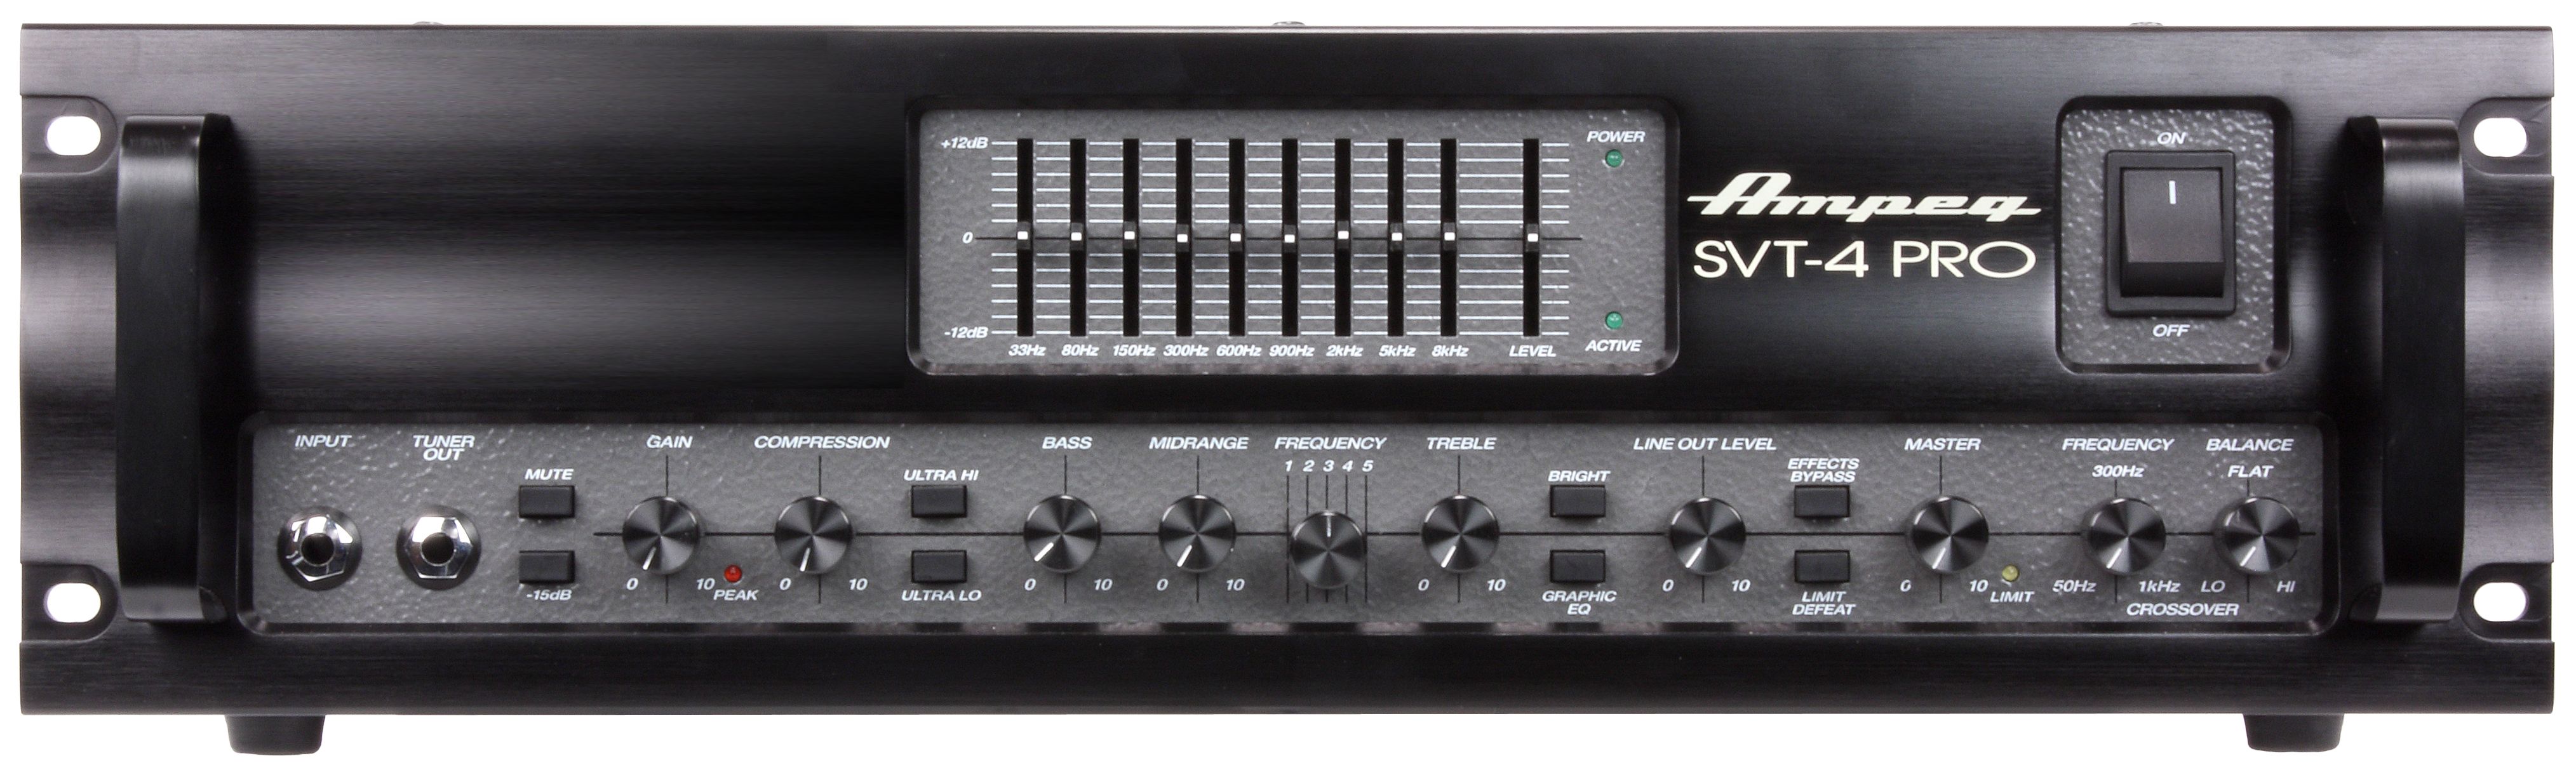 +12dB
0
-12dB
33Hz 80Hz 150Hz 300Hz 600Hz 900Hz 2kHz 5kHz 8kHz LEVEL
POWER
ACTIVE
Ampeg
SVT-4 PRO
ON
OFF
INPUT
TUNER
OUT
MUTE
-15dB
GAIN
0 10
PEAK
COMPRESSION
0 10
ULTRA HI
ULTRA LO
BASS
0 10
MIDRANGE
0 10
FREQUENCY
1 2 3 4 5
TREBLE
0 10
BRIGHT
GRAPHIC
EQ
LINE OUT LEVEL
0 10
EFFECTS
BYPASS
LIMIT
DEFEAT
MASTER
0 10
LIMIT
FREQUENCY
300Hz
50Hz 1kHz
BALANCE
FLAT
LO HI
CROSSOVER